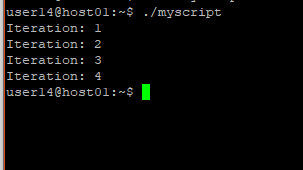 user14@host01:~$ ./myscript
Iteration: 1
Iteration: 2
Iteration: 3
Iteration: 4
user14@host01:~$